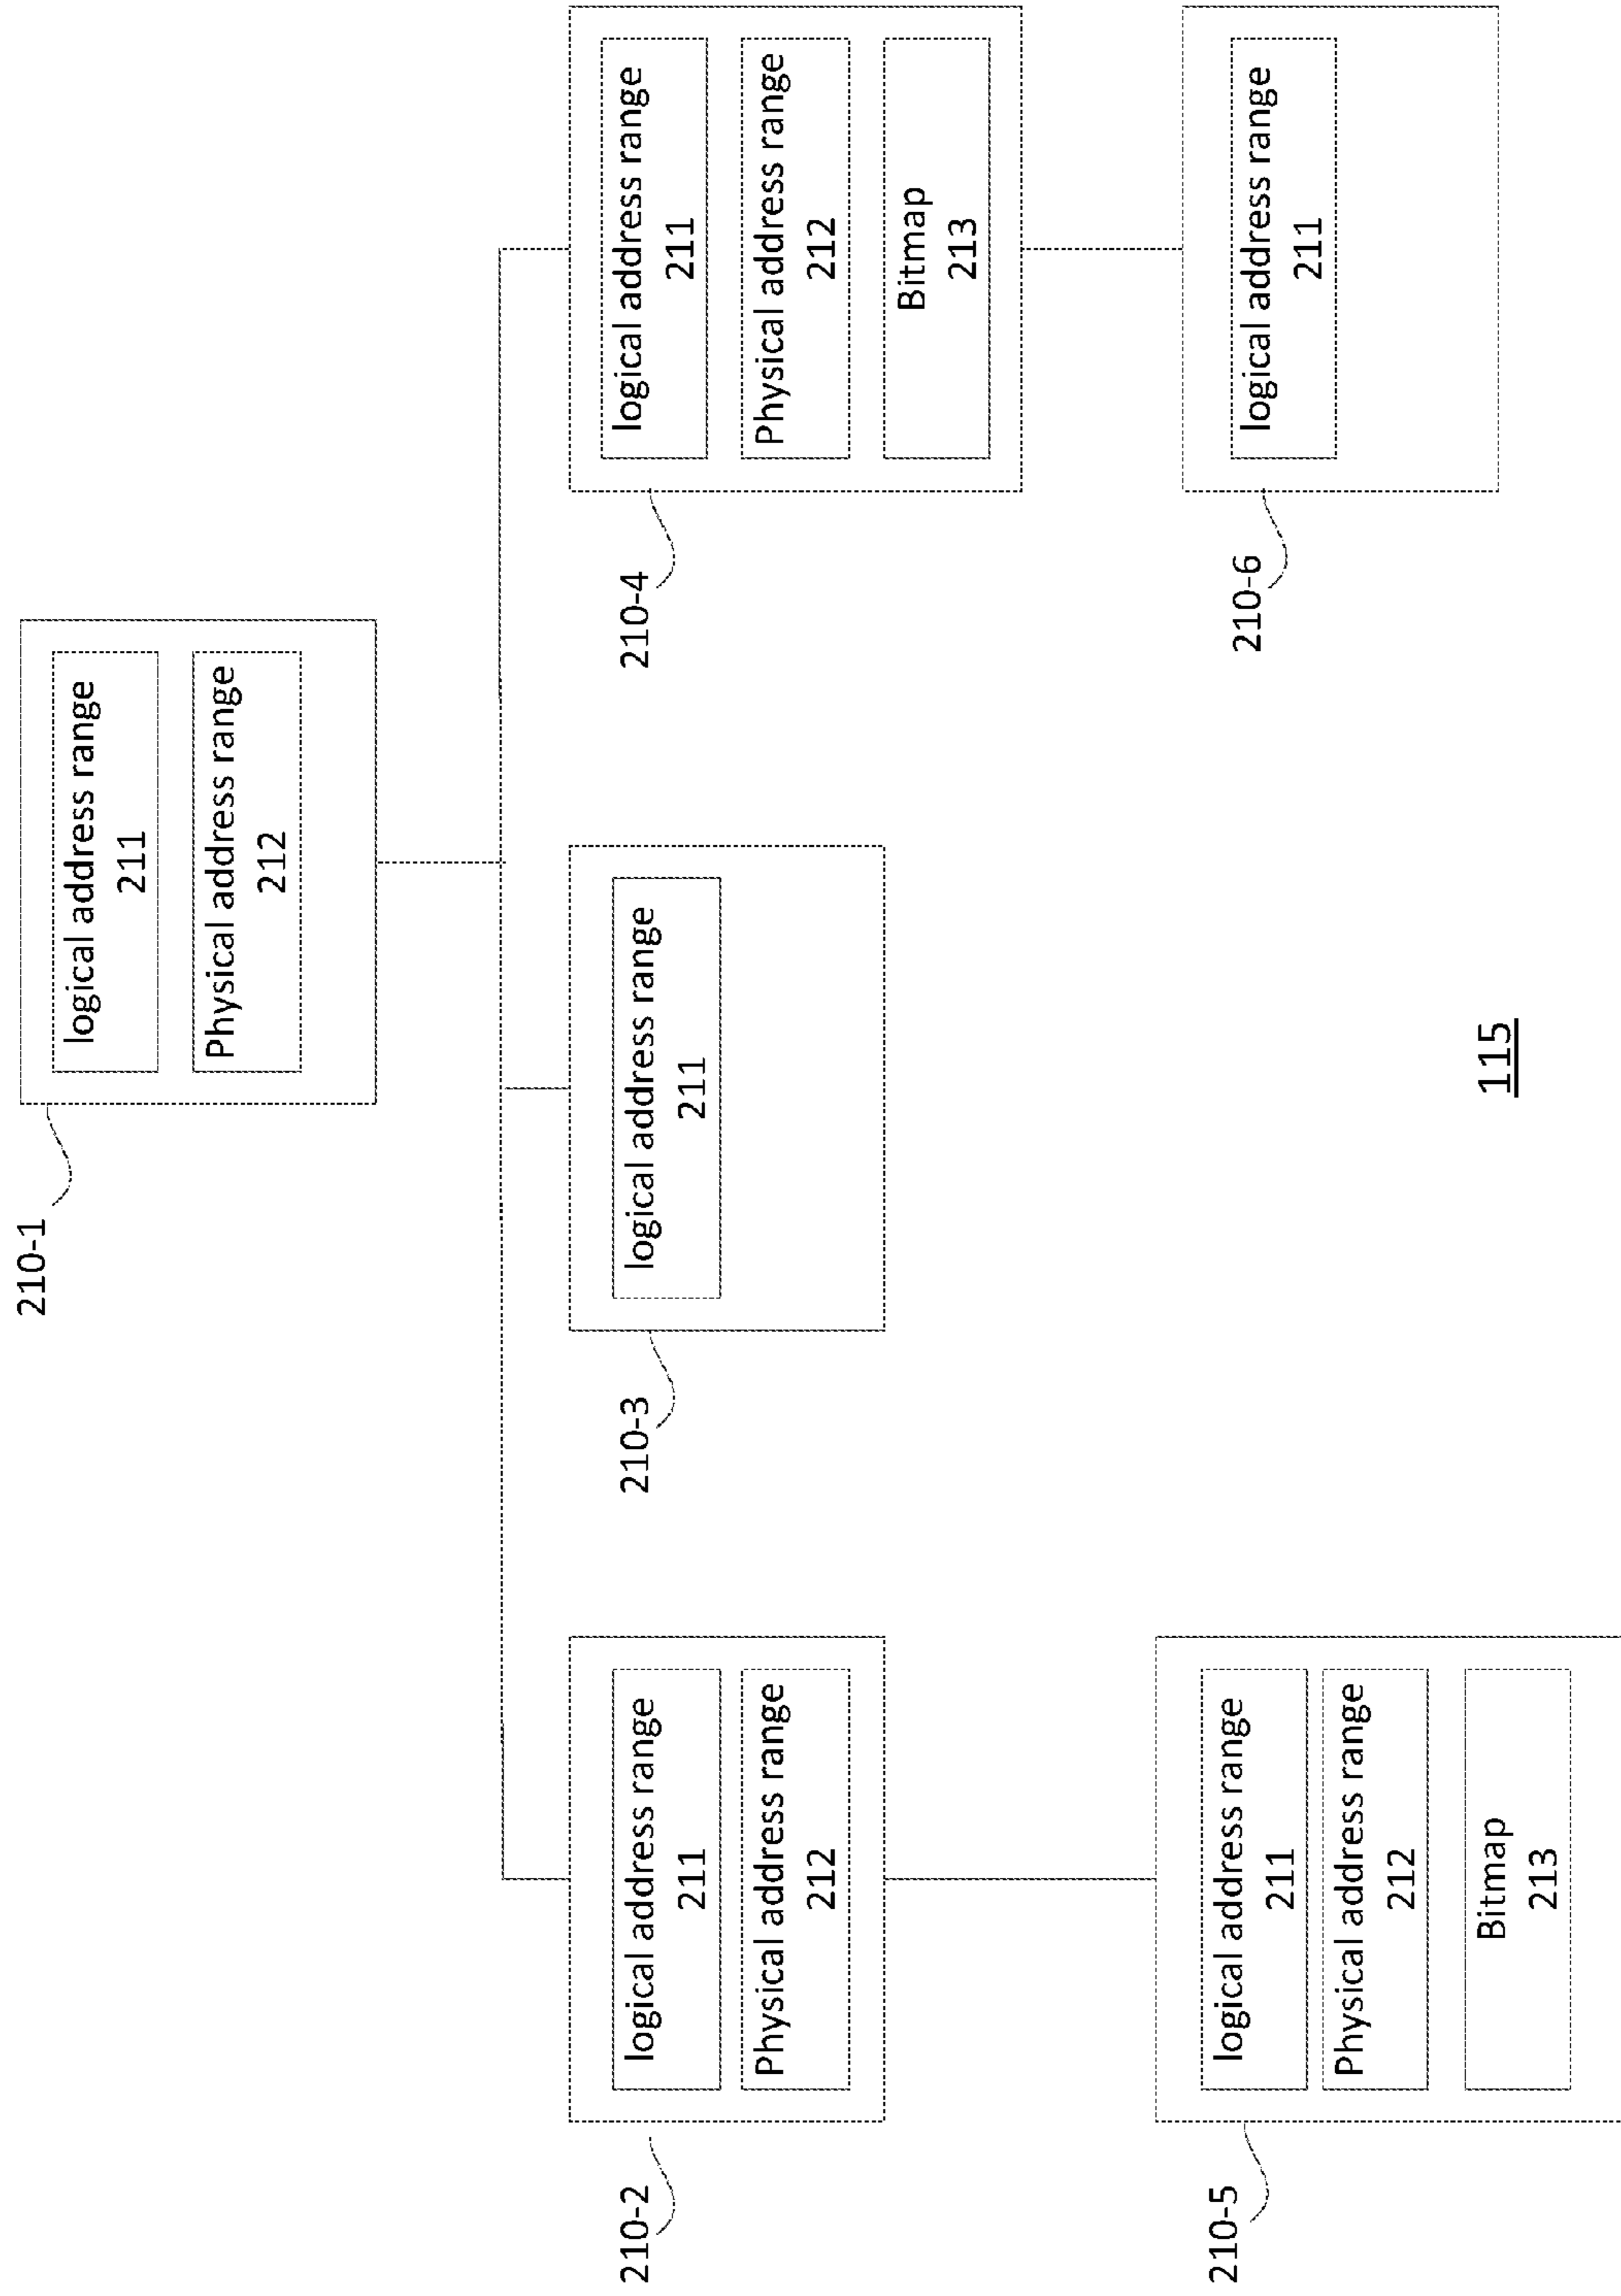 210-1
logical address range
211
Physical address range
212
210-2
logical address range
211
Physical address range
212
210-3
logical address range
211
210-4
logical address range
211
Physical address range
212
Bitmap
213
210-5
logical address range
211
Physical address range
212
Bitmap
213
210-6
logical address range
211
115